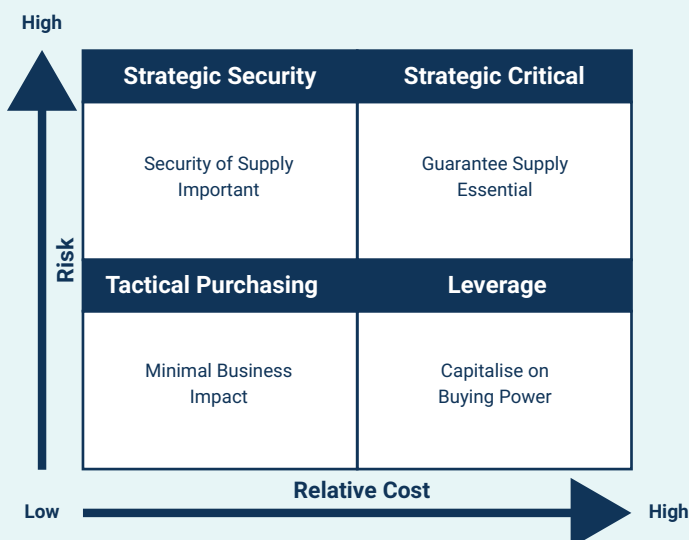 High
Strategic Security
Strategic Critical
Security of Supply
Important
Guarantee Supply
Essential
Risk
Tactical Purchasing
Leverage
Minimal Business
Impact
Capitalise on
Buying Power
Relative Cost
Low
High